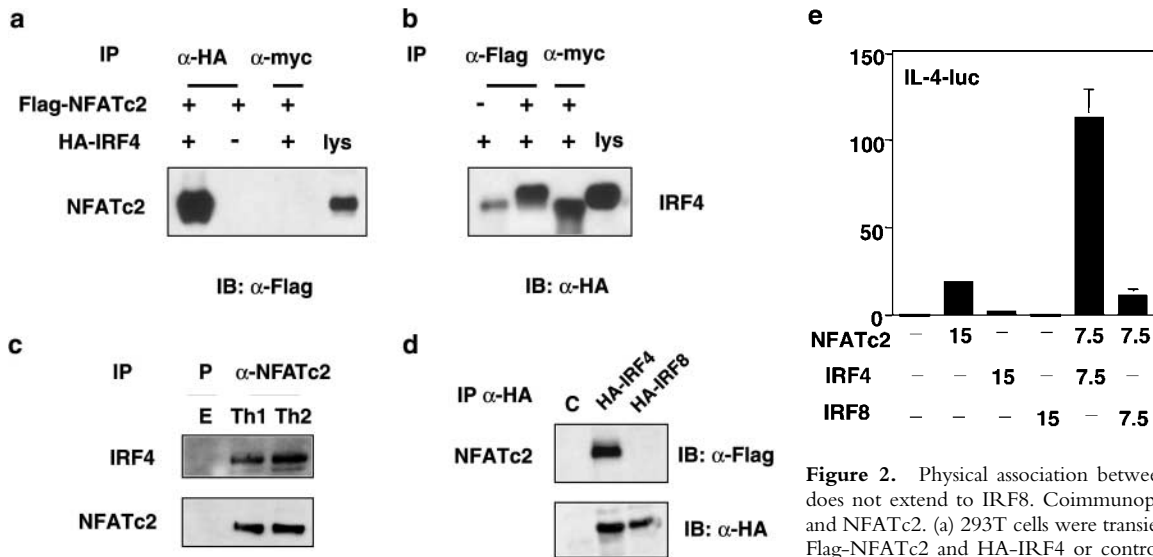 a
IP α-HA α-myc
Flag-NFATc2 + + +
HA-IRF4 + - + lys
NFATc2
IB: α-Flag
b
IP α-Flag α-myc
- + +
+ + + lys
IRF4
IB: α-HA
c
IP P α-NFATc2
E Th1 Th2
IRF4
NFATc2
d
IP α-HA C HA-IRF4 HA-IRF8
NFATc2 IB: α-Flag
IB: α-HA
e
150
IL-4-luc
100
50
0
NFATc2 – 15 – – 7.5 7.5
IRF4 – – 15 – 7.5 –
IRF8 – – – 15 – 7.5
Figure 2. Physical association betwee
does not extend to IRF8. Coimmunop
and NFATc2. (a) 293T cells were transie
Flag-NFATc2 and HA-IRF4 or contro